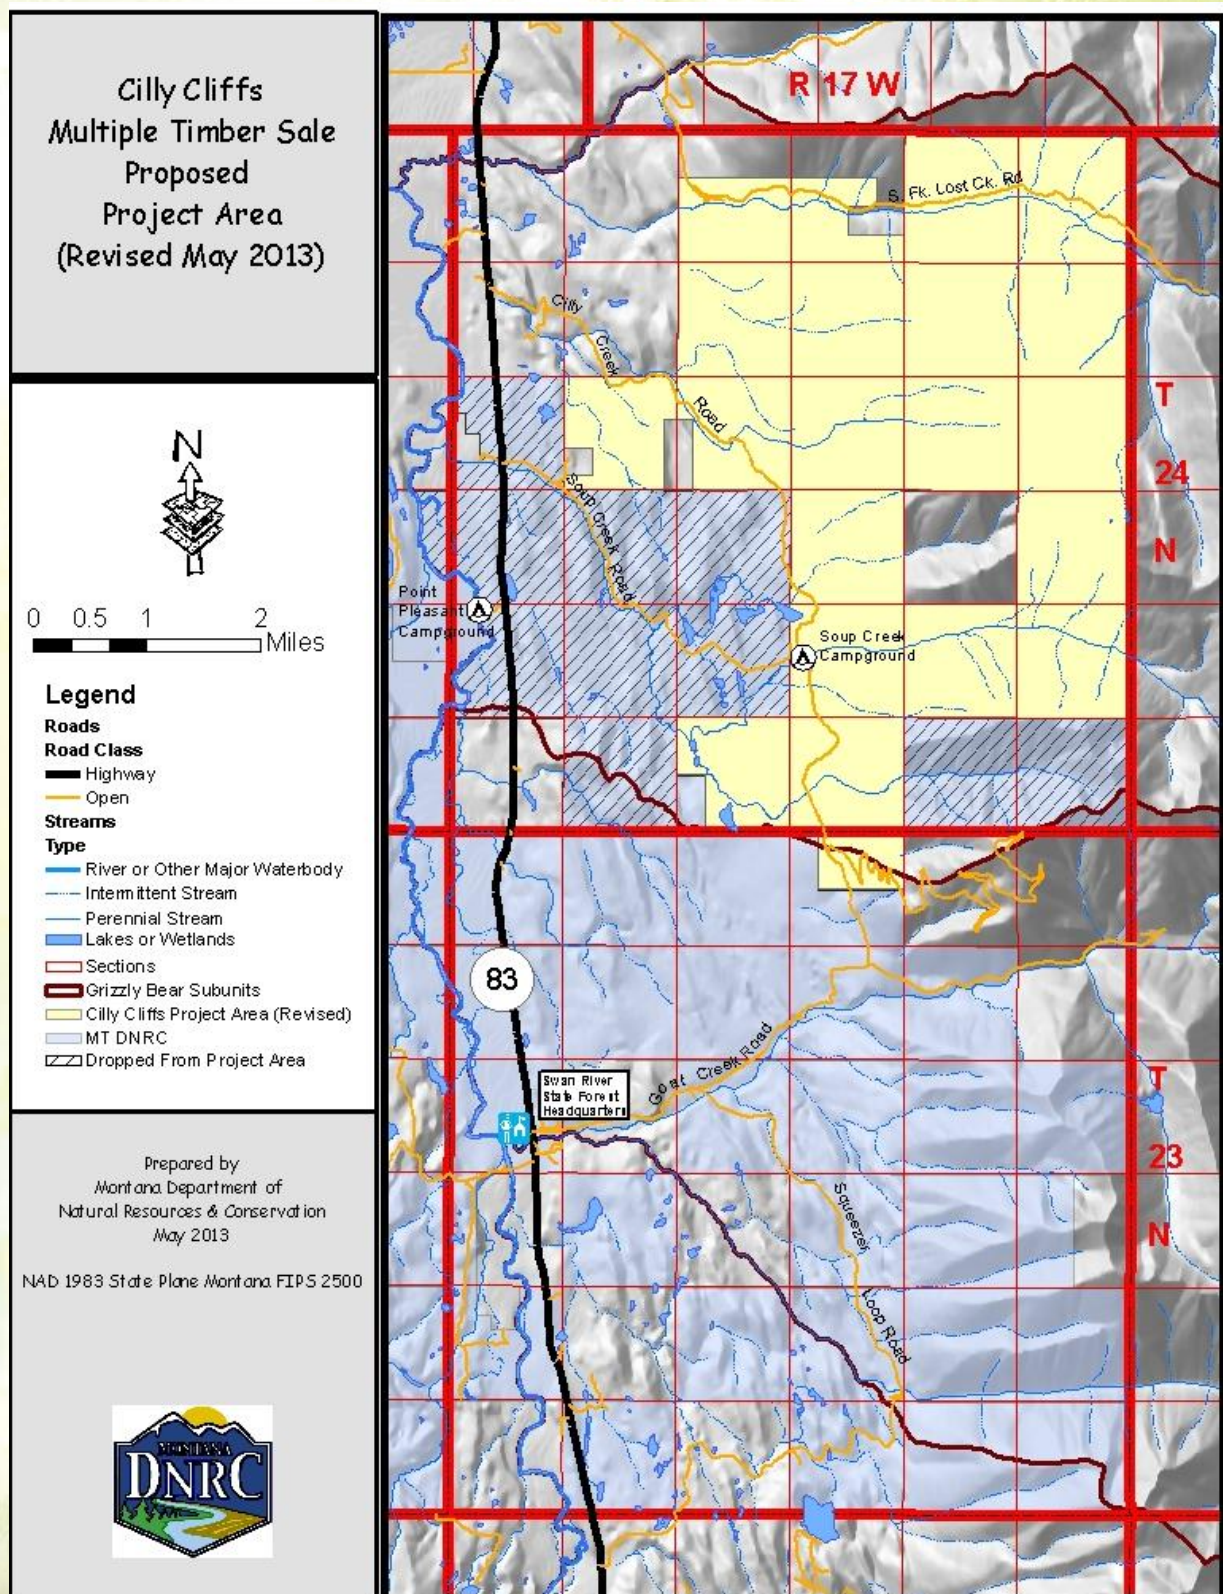 Cilly Cliffs
Multiple Timber Sale
Proposed
Project Area
(Revised May 2013)
N
0 0.5 1 2
Miles
Legend
Roads
Road Class
Highway
Open
Streams
Type
River or Other Major Waterbody
Intermittent Stream
Perennial Stream
Lakes or Wetlands
Sections
Grizzly Bear Subunits
Cilly Cliffs Project Area (Revised)
MT DNRC
Dropped From Project Area
Prepared by
Montana Department of
Natural Resources & Conservation
May 2013
NAD 1983 State Plane Montana FIPS 2500
MONTANA
DNRC
R 17 W
S. Fk. Lost Ck. Rd
Cilly
Creek
Road
T
24
N
Soup Creek
Road
Point
Pleasant
Campground
Soup Creek
Campground
83
Goat Creek Road
Swan River
State Forest
Headquarters
T
23
N
Squeezer
Loop Road